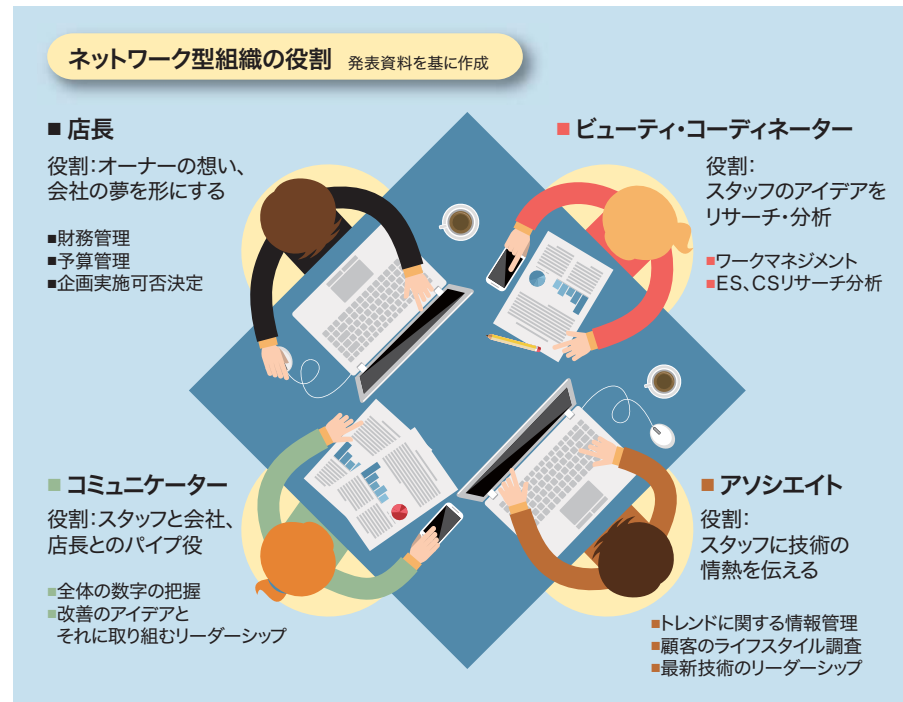 ネットワーク型組織の役割 発表資料を基に作成
■ 店長
役割：オーナーの想い、
会社の夢を形にする
■財務管理
■予算管理
■企画実施可否決定
■ ビューティ・コーディネーター
役割：
スタッフのアイデアを
リサーチ・分析
■ワークマネジメント
■ES、CSリサーチ分析
■ コミュニケーター
役割：スタッフと会社、
店長とのパイプ役
■全体の数字の把握
■改善のアイデアと
それに取り組むリーダーシップ
■ アソシエイト
役割：
スタッフに技術の
情熱を伝える
■トレンドに関する情報管理
■顧客のライフスタイル調査
■最新技術のリーダーシップ